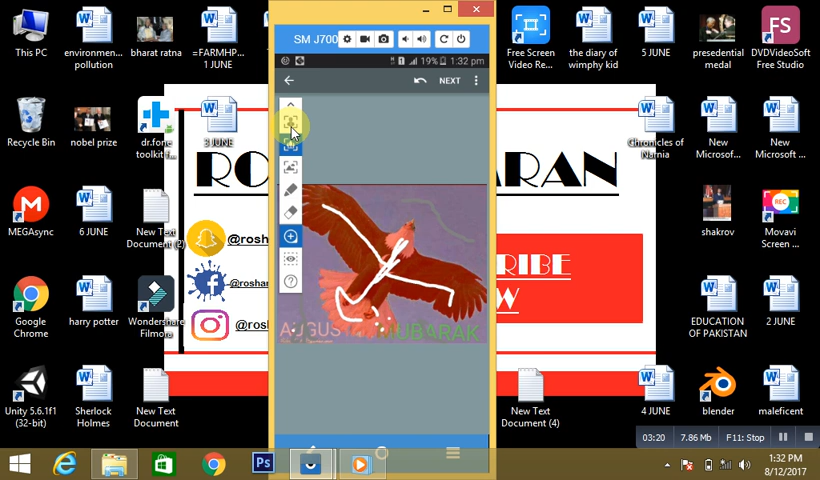 SM J700
19% 1:32 pm
NEXT
AUGUS
MUBARAK
This PC
environmen...
pollution
bharat ratna
=FARMHP...
1 JUNE
Free Screen
Video Re...
the diary of
wimphy kid
5 JUNE
presedential
medal
DVDVideoSoft
Free Studio
Recycle Bin
nobel prize
dr.fone
toolkit f...
3 JUNE
Chronicles of
Narnia
New
Microsof...
New
Microsoft ...
RO
ARAN
MEGAsync
6 JUNE
New Text
Document (2)
@rosh
shakrov
REC
Movavi
Screen ...
Google
Chrome
harry potter
Wondershare
Filmora
@roshar
@rosh
RIBE
W
EDUCATION
OF PAKISTAN
2 JUNE
Unity 5.6.1f1
(32-bit)
Sherlock
Holmes
New Text
Document
New Text
Document (4)
4 JUNE
blender
maleficent
03:20
7.86 Mb
F11: Stop
Ps
1:32 PM
8/12/2017